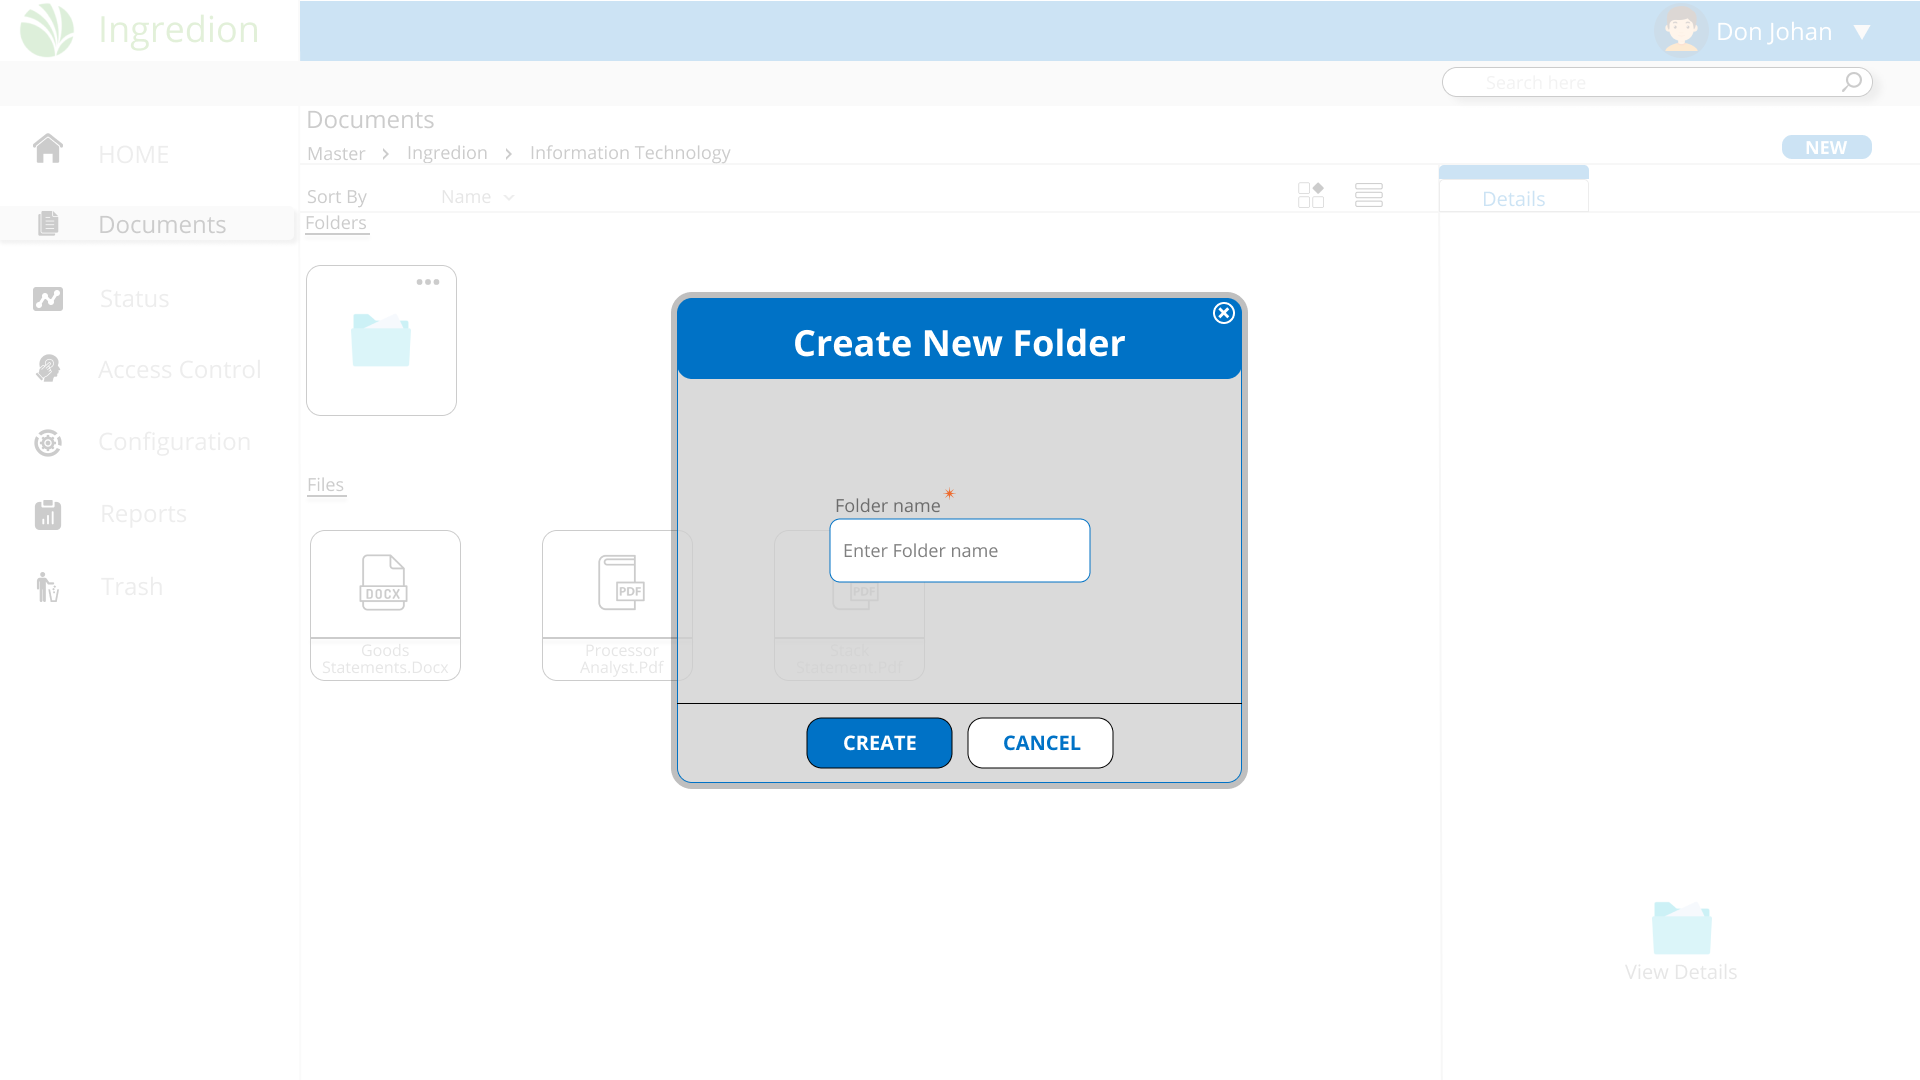 Ingredion
Don Johan
Search here
HOME
Documents
Status
Access Control
Configuration
Reports
Trash
Documents
Master > Ingredion > Information Technology
NEW
Sort By Name
Details
Folders
Files
DOCX
Goods
Statements.Docx
PDF
Processor
Analyst.Pdf
PDF
Stack
Statement.Pdf
Create New Folder
Folder name *
Enter Folder name
CREATE
CANCEL
View Details